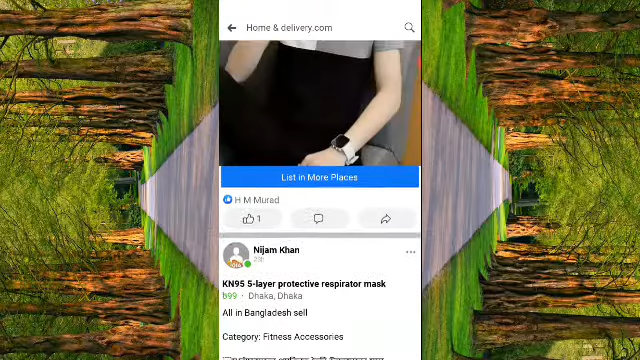 Home & delivery.com
List in More Places
H M Murad
1
Nijam Khan
23h
KN95 5-layer protective respirator mask
৳99 · Dhaka, Dhaka
All in Bangladesh sell
Category: Fitness Accessories